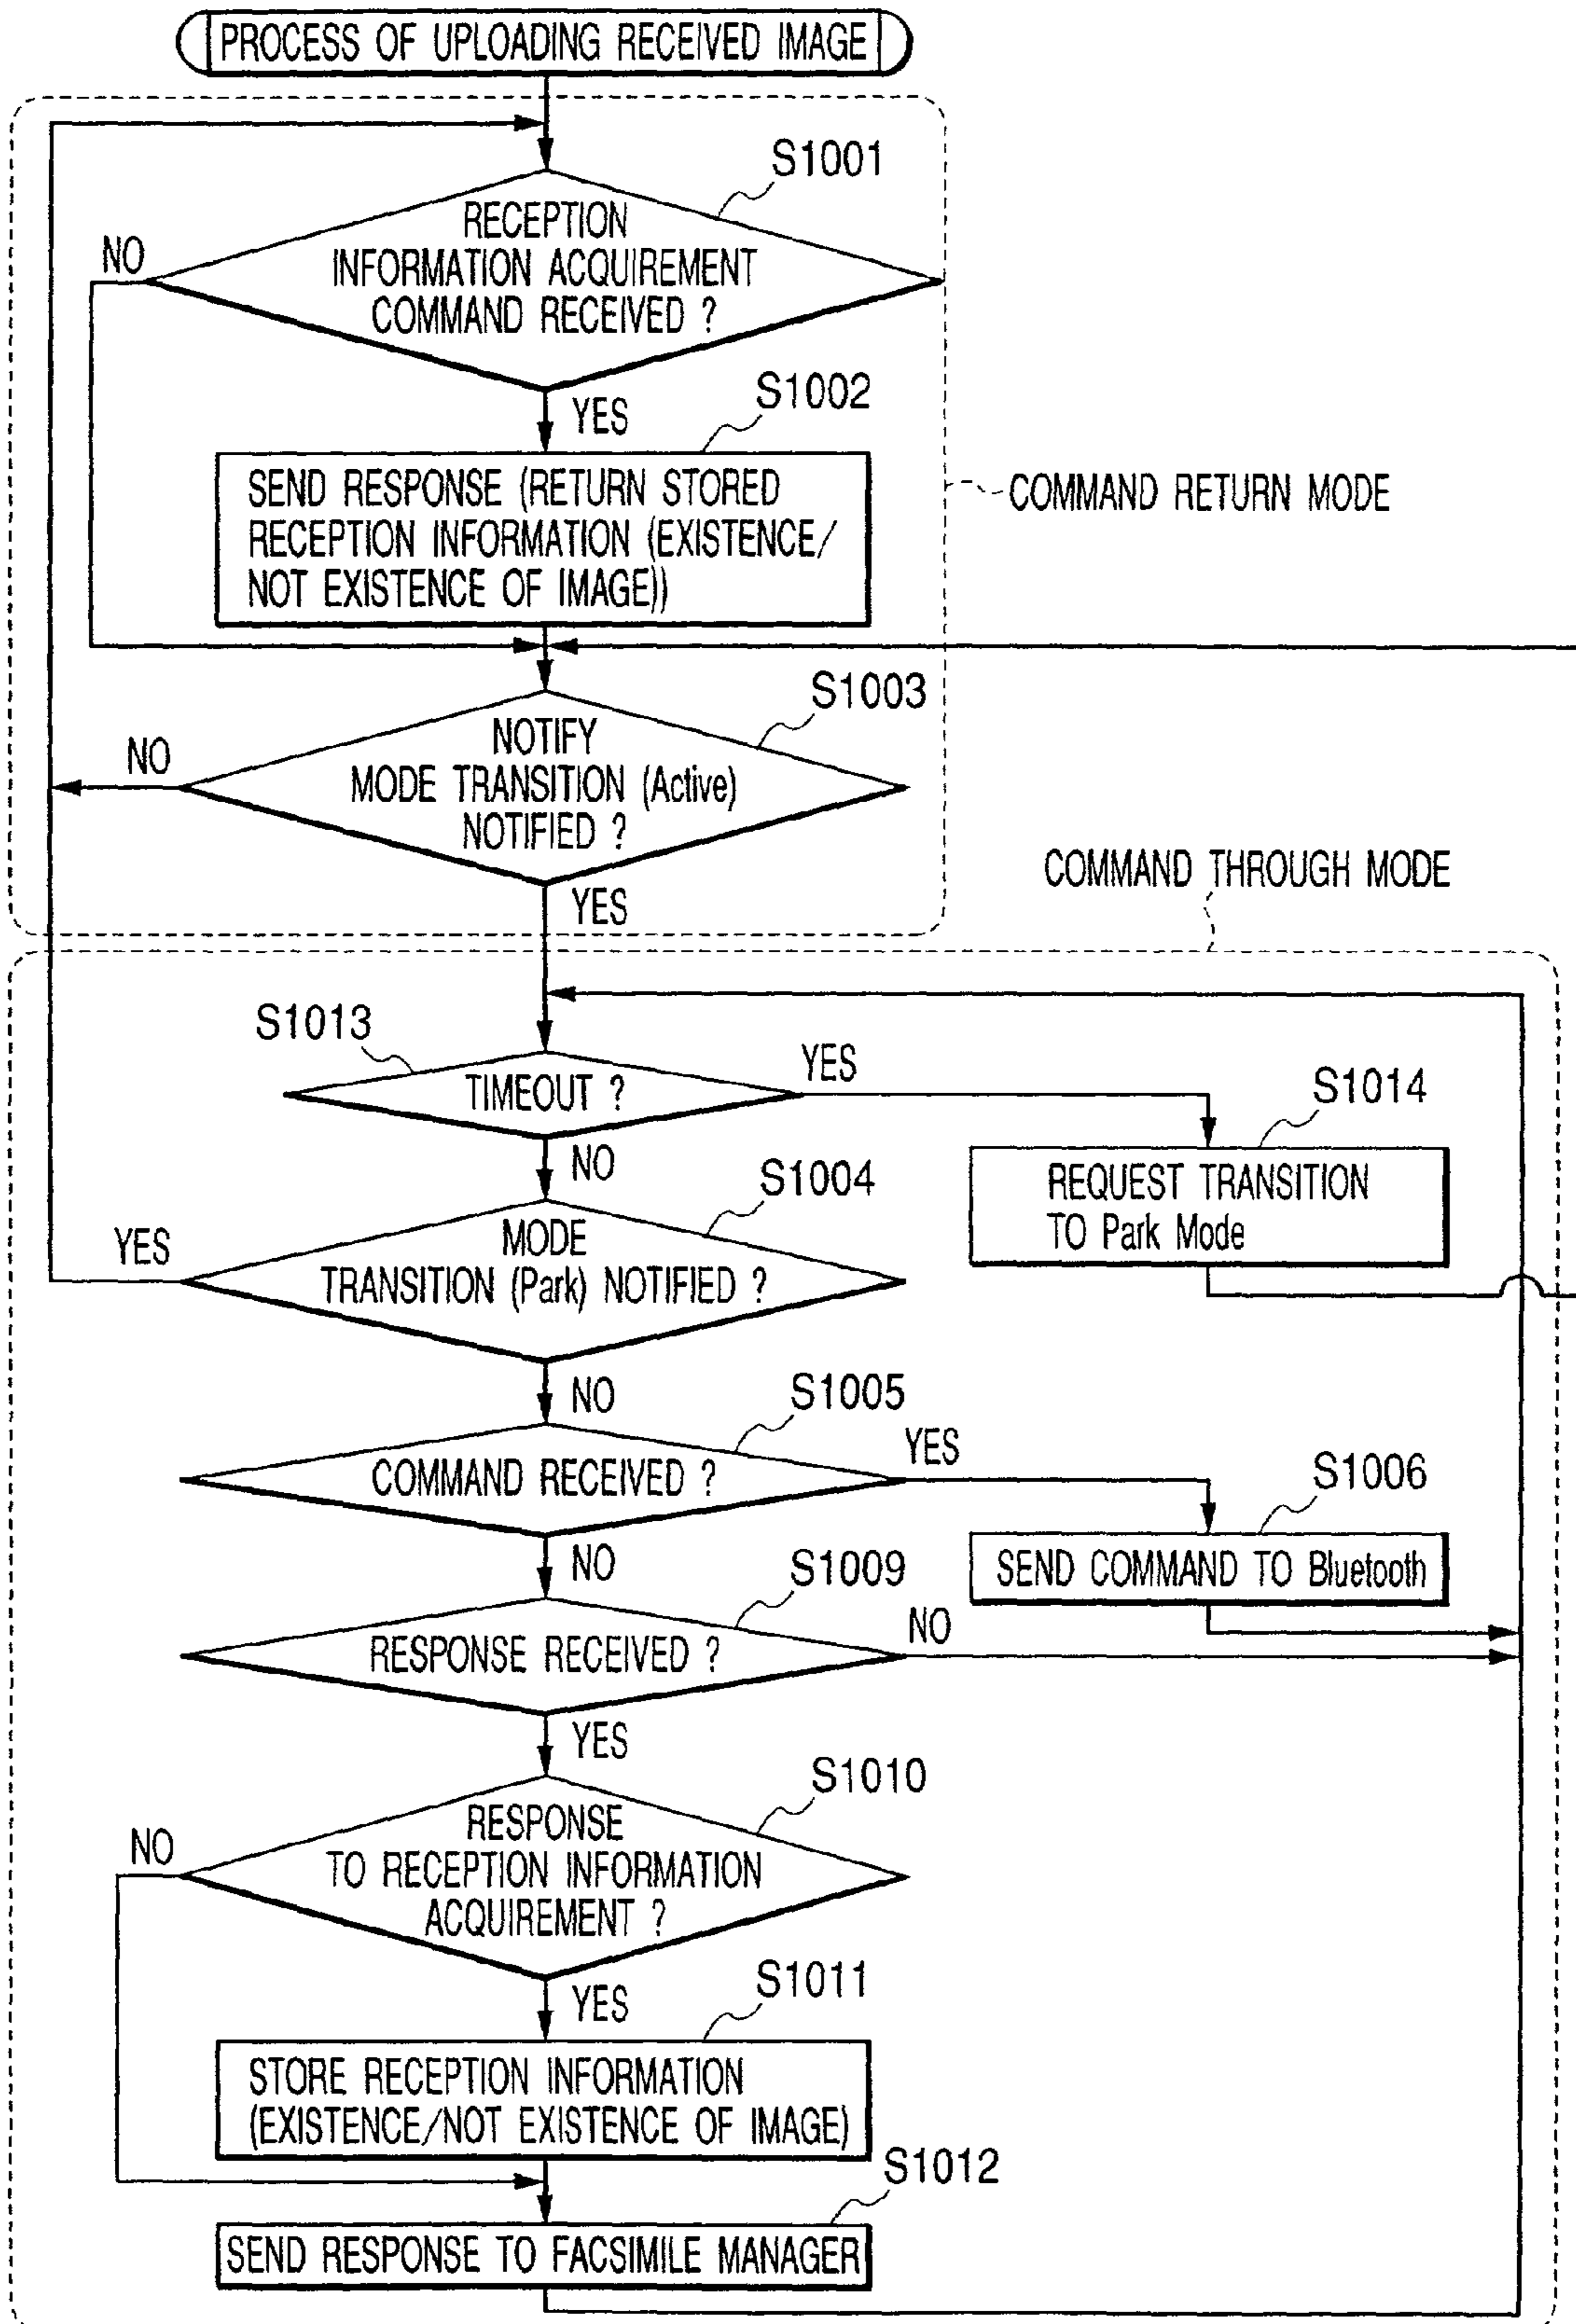 PROCESS OF UPLOADING RECEIVED IMAGE
S1001
RECEPTION
INFORMATION ACQUIREMENT
COMMAND RECEIVED ?
NO
YES
S1002
SEND RESPONSE (RETURN STORED
RECEPTION INFORMATION (EXISTENCE/
NOT EXISTENCE OF IMAGE))
COMMAND RETURN MODE
S1003
NOTIFY
MODE TRANSITION (Active)
NOTIFIED ?
NO
YES
COMMAND THROUGH MODE
S1013
TIMEOUT ?
YES
NO
S1014
REQUEST TRANSITION
TO Park Mode
S1004
MODE
TRANSITION (Park) NOTIFIED ?
YES
NO
S1005
COMMAND RECEIVED ?
YES
NO
S1006
SEND COMMAND TO Bluetooth
S1009
RESPONSE RECEIVED ?
NO
YES
S1010
RESPONSE
TO RECEPTION INFORMATION
ACQUIREMENT ?
NO
YES
S1011
STORE RECEPTION INFORMATION
(EXISTENCE/NOT EXISTENCE OF IMAGE)
S1012
SEND RESPONSE TO FACSIMILE MANAGER